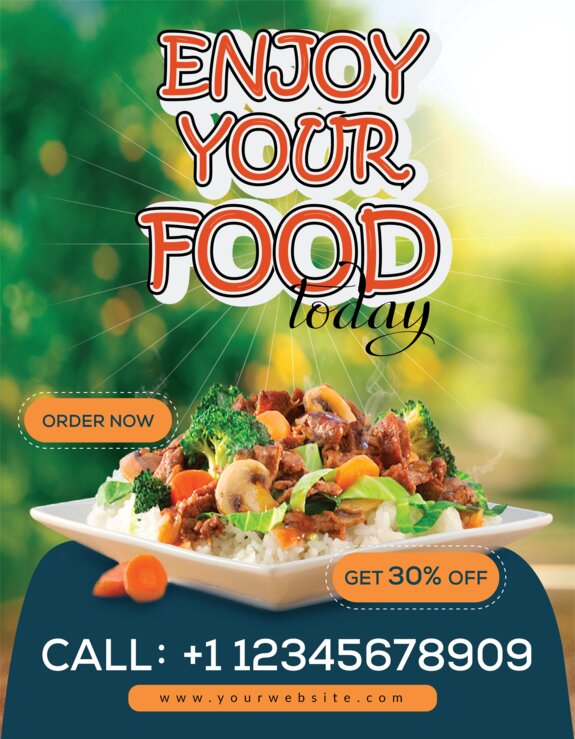 ENJOY
YOUR
FOOD
today
ORDER NOW
GET 30% OFF
CALL: +1 12345678909
www.yourwebsite.com